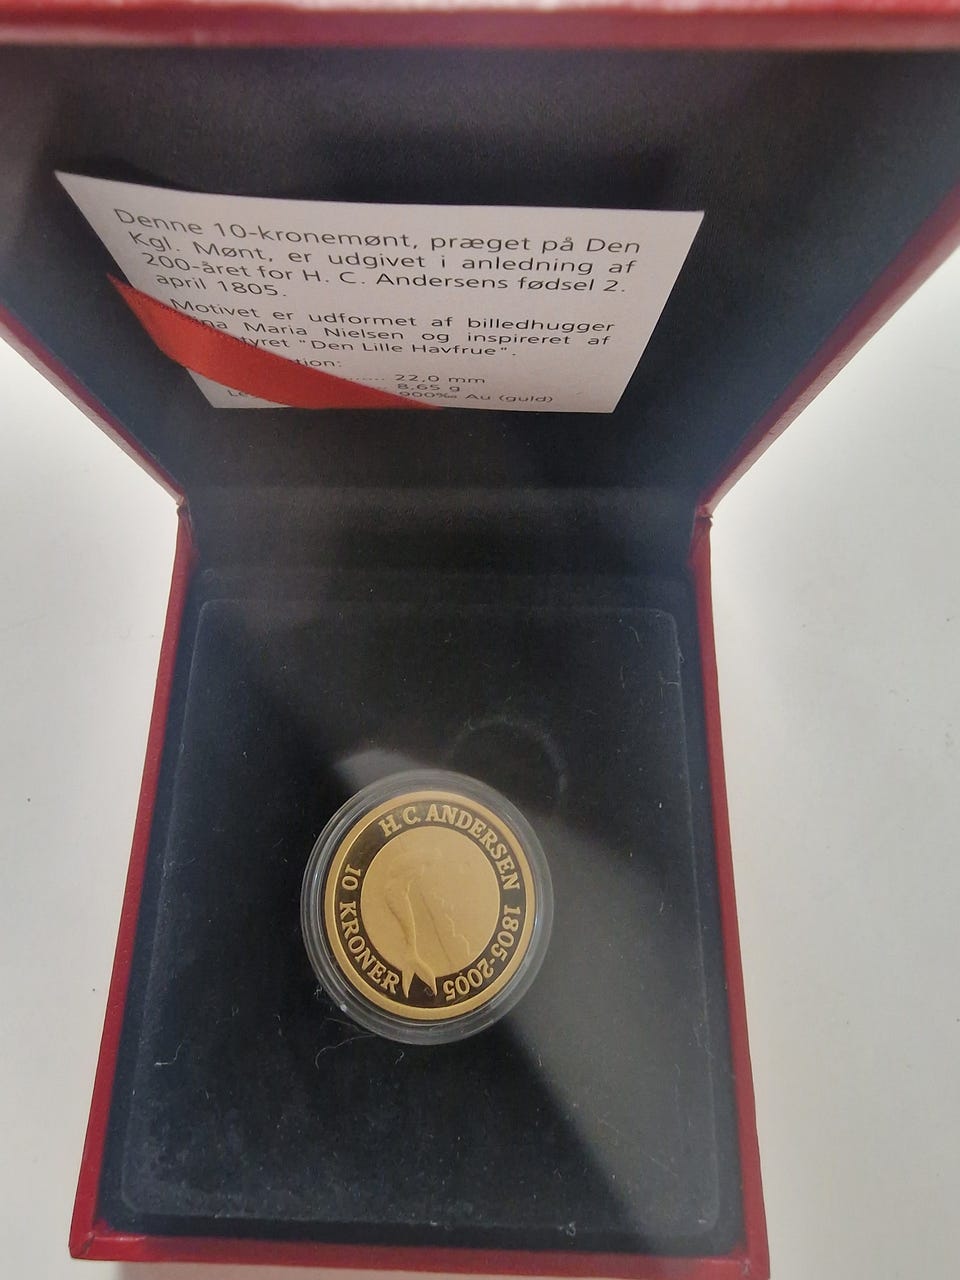 Denne 10-kronemønt, præget på Den
Kgl. Mønt, er udgivet i anledning af
200-året for H. C. Andersens fødsel 2.
april 1805.
Motivet er udformet af billedhugger
Maria Nielsen og inspireret af
"Den Lille Havfrue".
22,0 mm
8,65 g
900‰ Au (guld)
H.C. ANDERSEN 1805-2005
10 KRONER